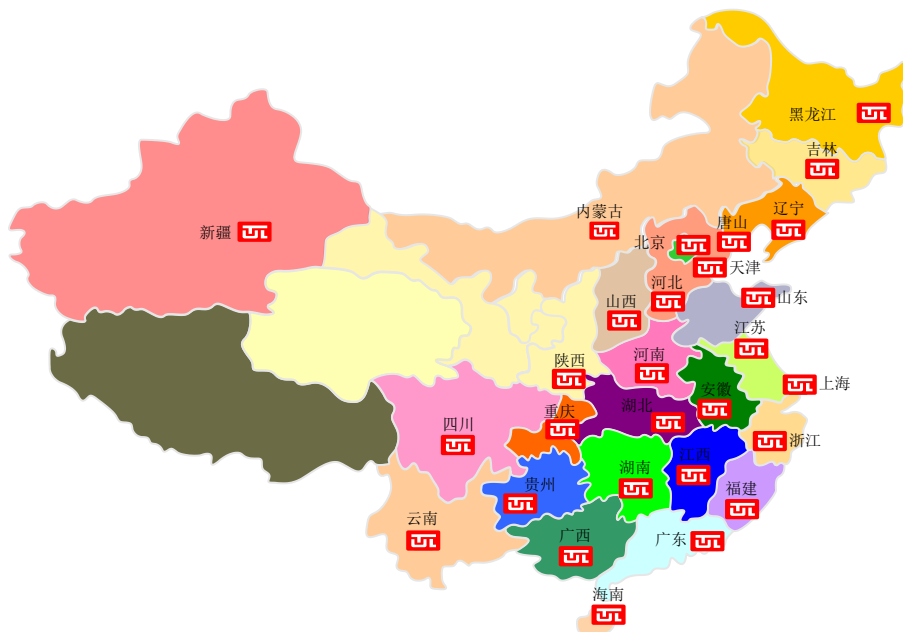 黑龙江
吉林
辽宁
内蒙古
唐山
新疆
北京
天津
河北
山东
山西
江苏
河南
陕西
上海
安徽
湖北
重庆
四川
浙江
江西
湖南
贵州
福建
云南
广西
广东
海南